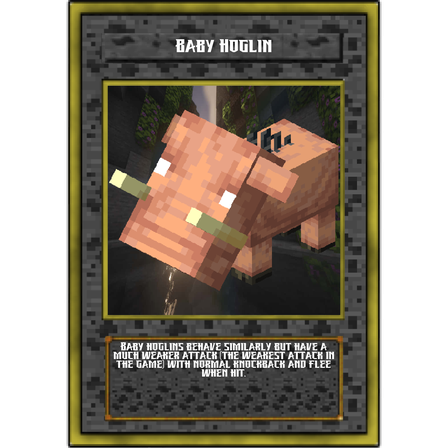 Baby Hoglin
Baby hoglins behave similarly but have a
much weaker attack (the weakest attack in
the game) with normal knockback and flee
when hit.